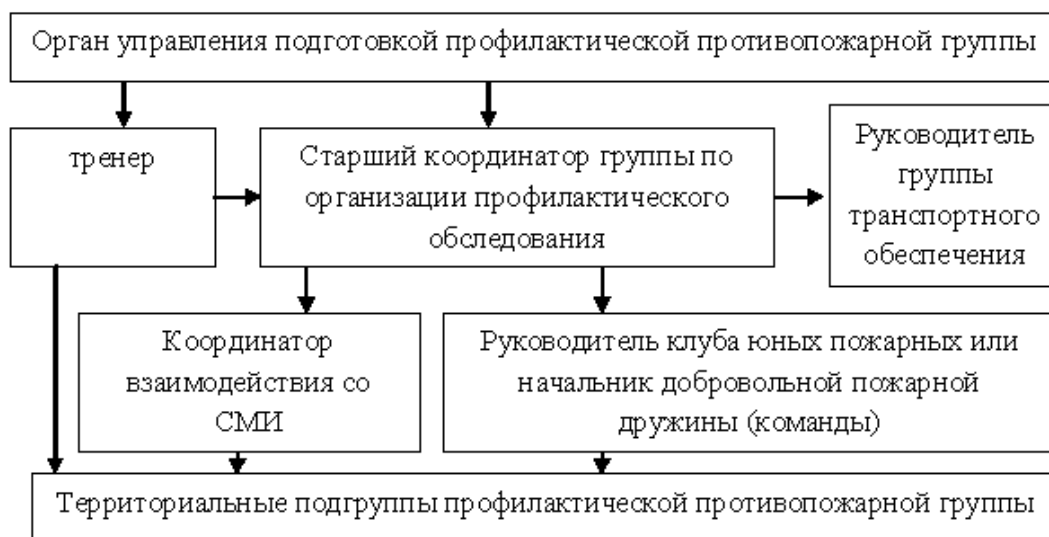 Орган управления подготовкой профилактической противопожарной группы
тренер
Старший координатор группы по
организации профилактического
обследования
Руководитель
группы
транспортного
обеспечения
Координатор
взаимодействия со
СМИ
Руководитель клуба юных пожарных или
начальник добровольной пожарной
дружины (команды)
Территориальные подгруппы профилактической противопожарной группы